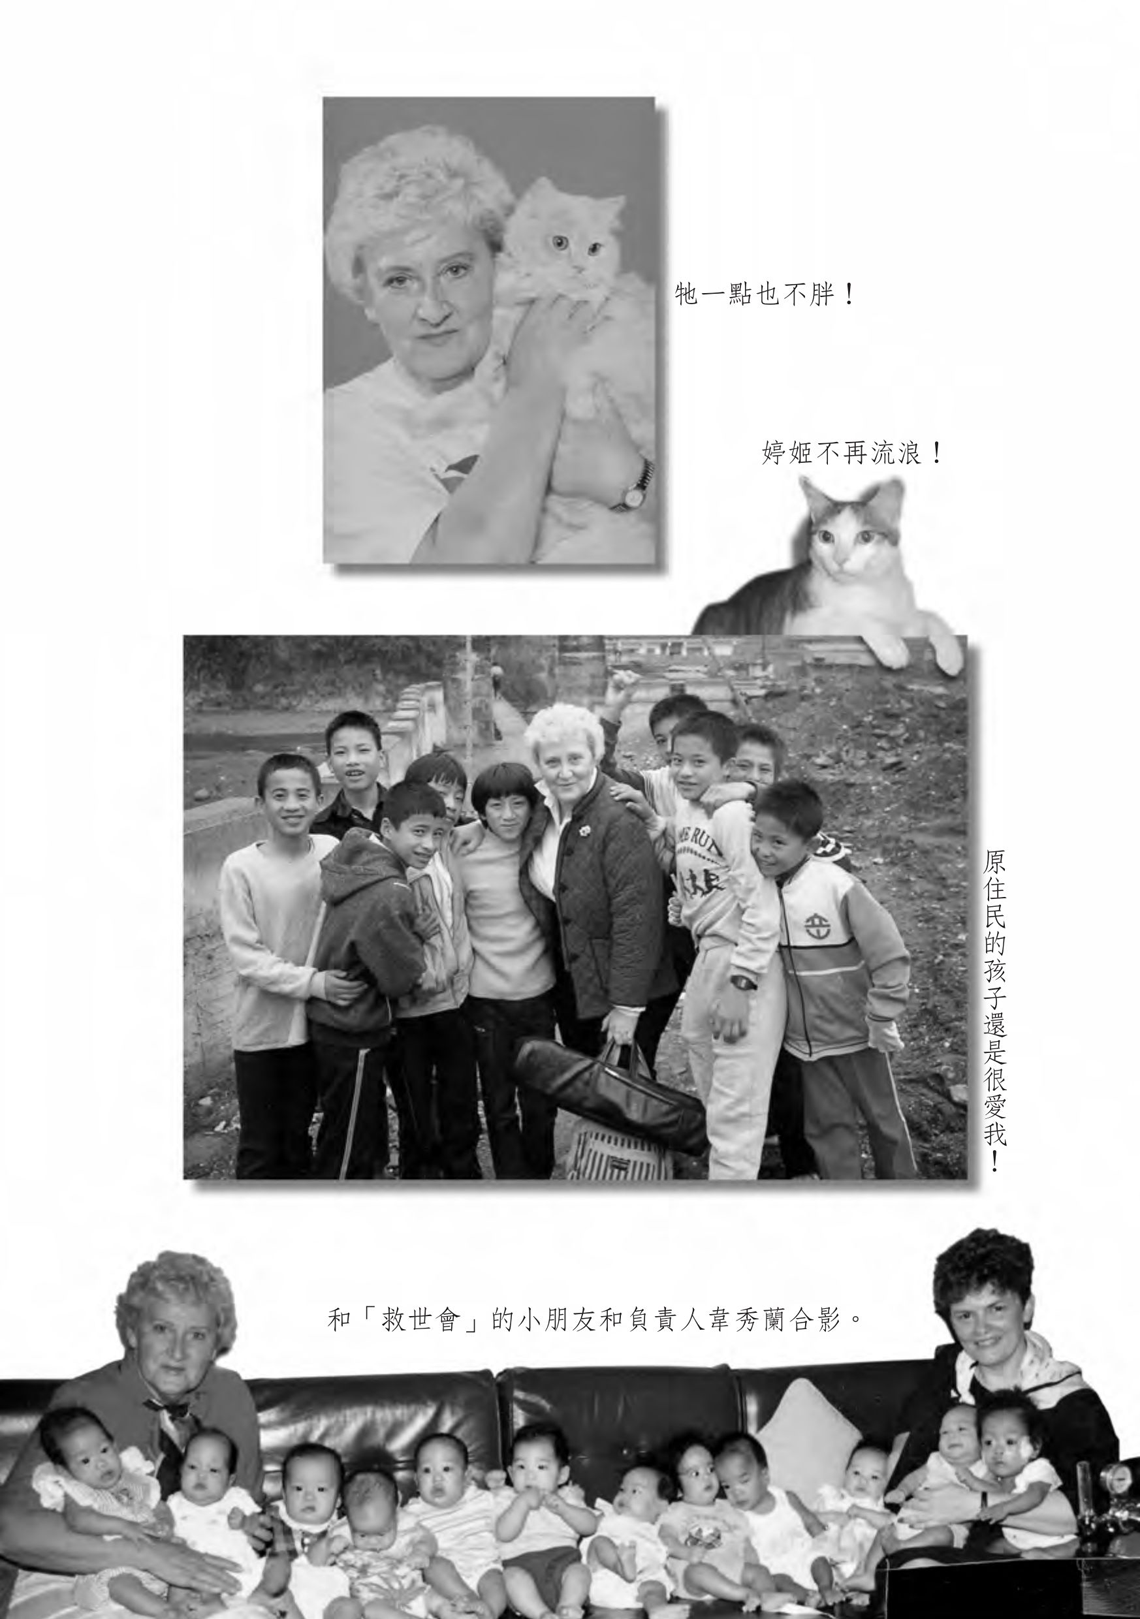 牠一點也不胖！
婷姬不再流浪！
原住民的孩子還是很愛我！
和「救世會」的小朋友和負責人韋秀蘭合影。